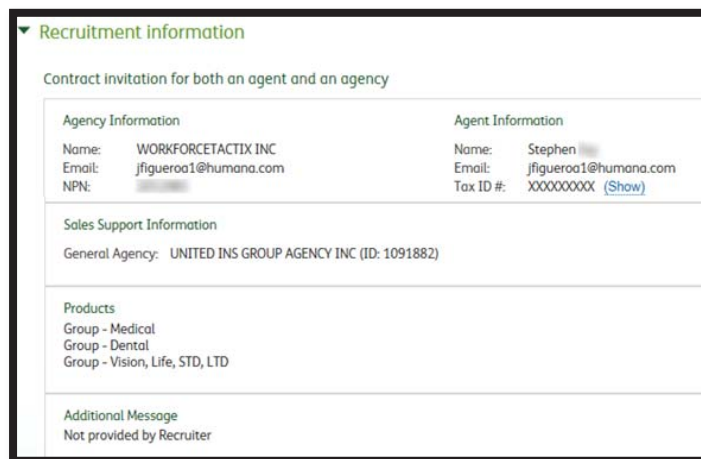 Recruitment information
Contract invitation for both an agent and an agency
Agency Information
Name: WORKFORCETACTIX INC
Email: jfigueroa1@humana.com
NPN:
Agent Information
Name: Stephen
Email: jfigueroa1@humana.com
Tax ID #: XXXXXXXXX (Show)
Sales Support Information
General Agency: UNITED INS GROUP AGENCY INC (ID: 1091882)
Products
Group - Medical
Group - Dental
Group - Vision, Life, STD, LTD
Additional Message
Not provided by Recruiter